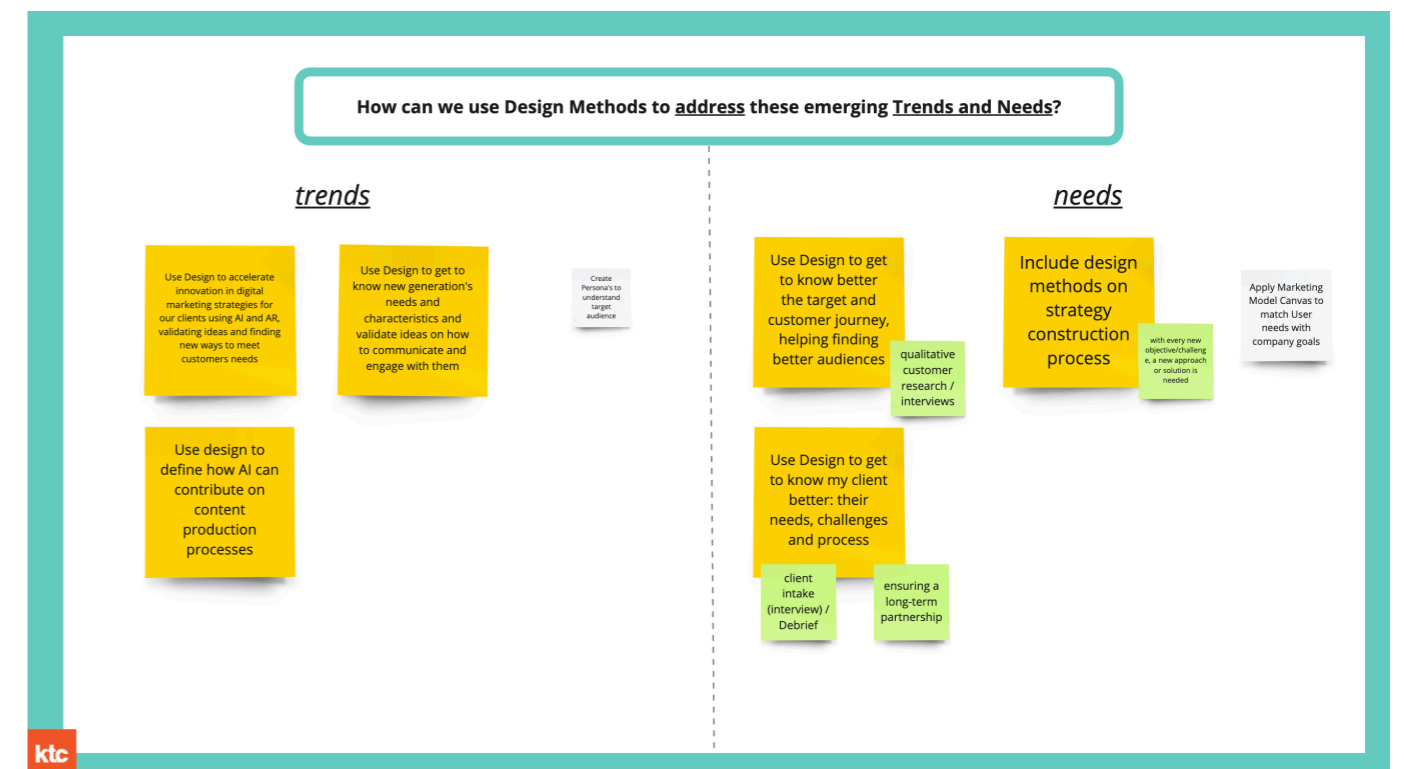 How can we use Design Methods to address these emerging Trends and Needs?
trends
Use Design to accelerate
innovation in digital
marketing strategies for
our clients using AI and AR,
validating ideas and finding
new ways to meet
customers needs
Use Design to get to
know new generation's
needs and
characteristics and
validate ideas on how
to communicate and
engage with them
Create
Persona's to
understand
target
audience
Use design to
define how AI can
contribute on
content
production
processes
needs
Use Design to get
to know better
the target and
customer journey,
helping finding
better audiences
qualitative
customer
research /
interviews
Include design
methods on
strategy
construction
process
with every new
objective/challeng
e, a new approach
or solution is
needed
Apply Marketing
Model Canvas to
match User
needs with
company goals
Use Design to get
to know my client
better: their
needs, challenges
and process
client
intake
(interview) /
Debrief
ensuring a
long-term
partnership
ktc